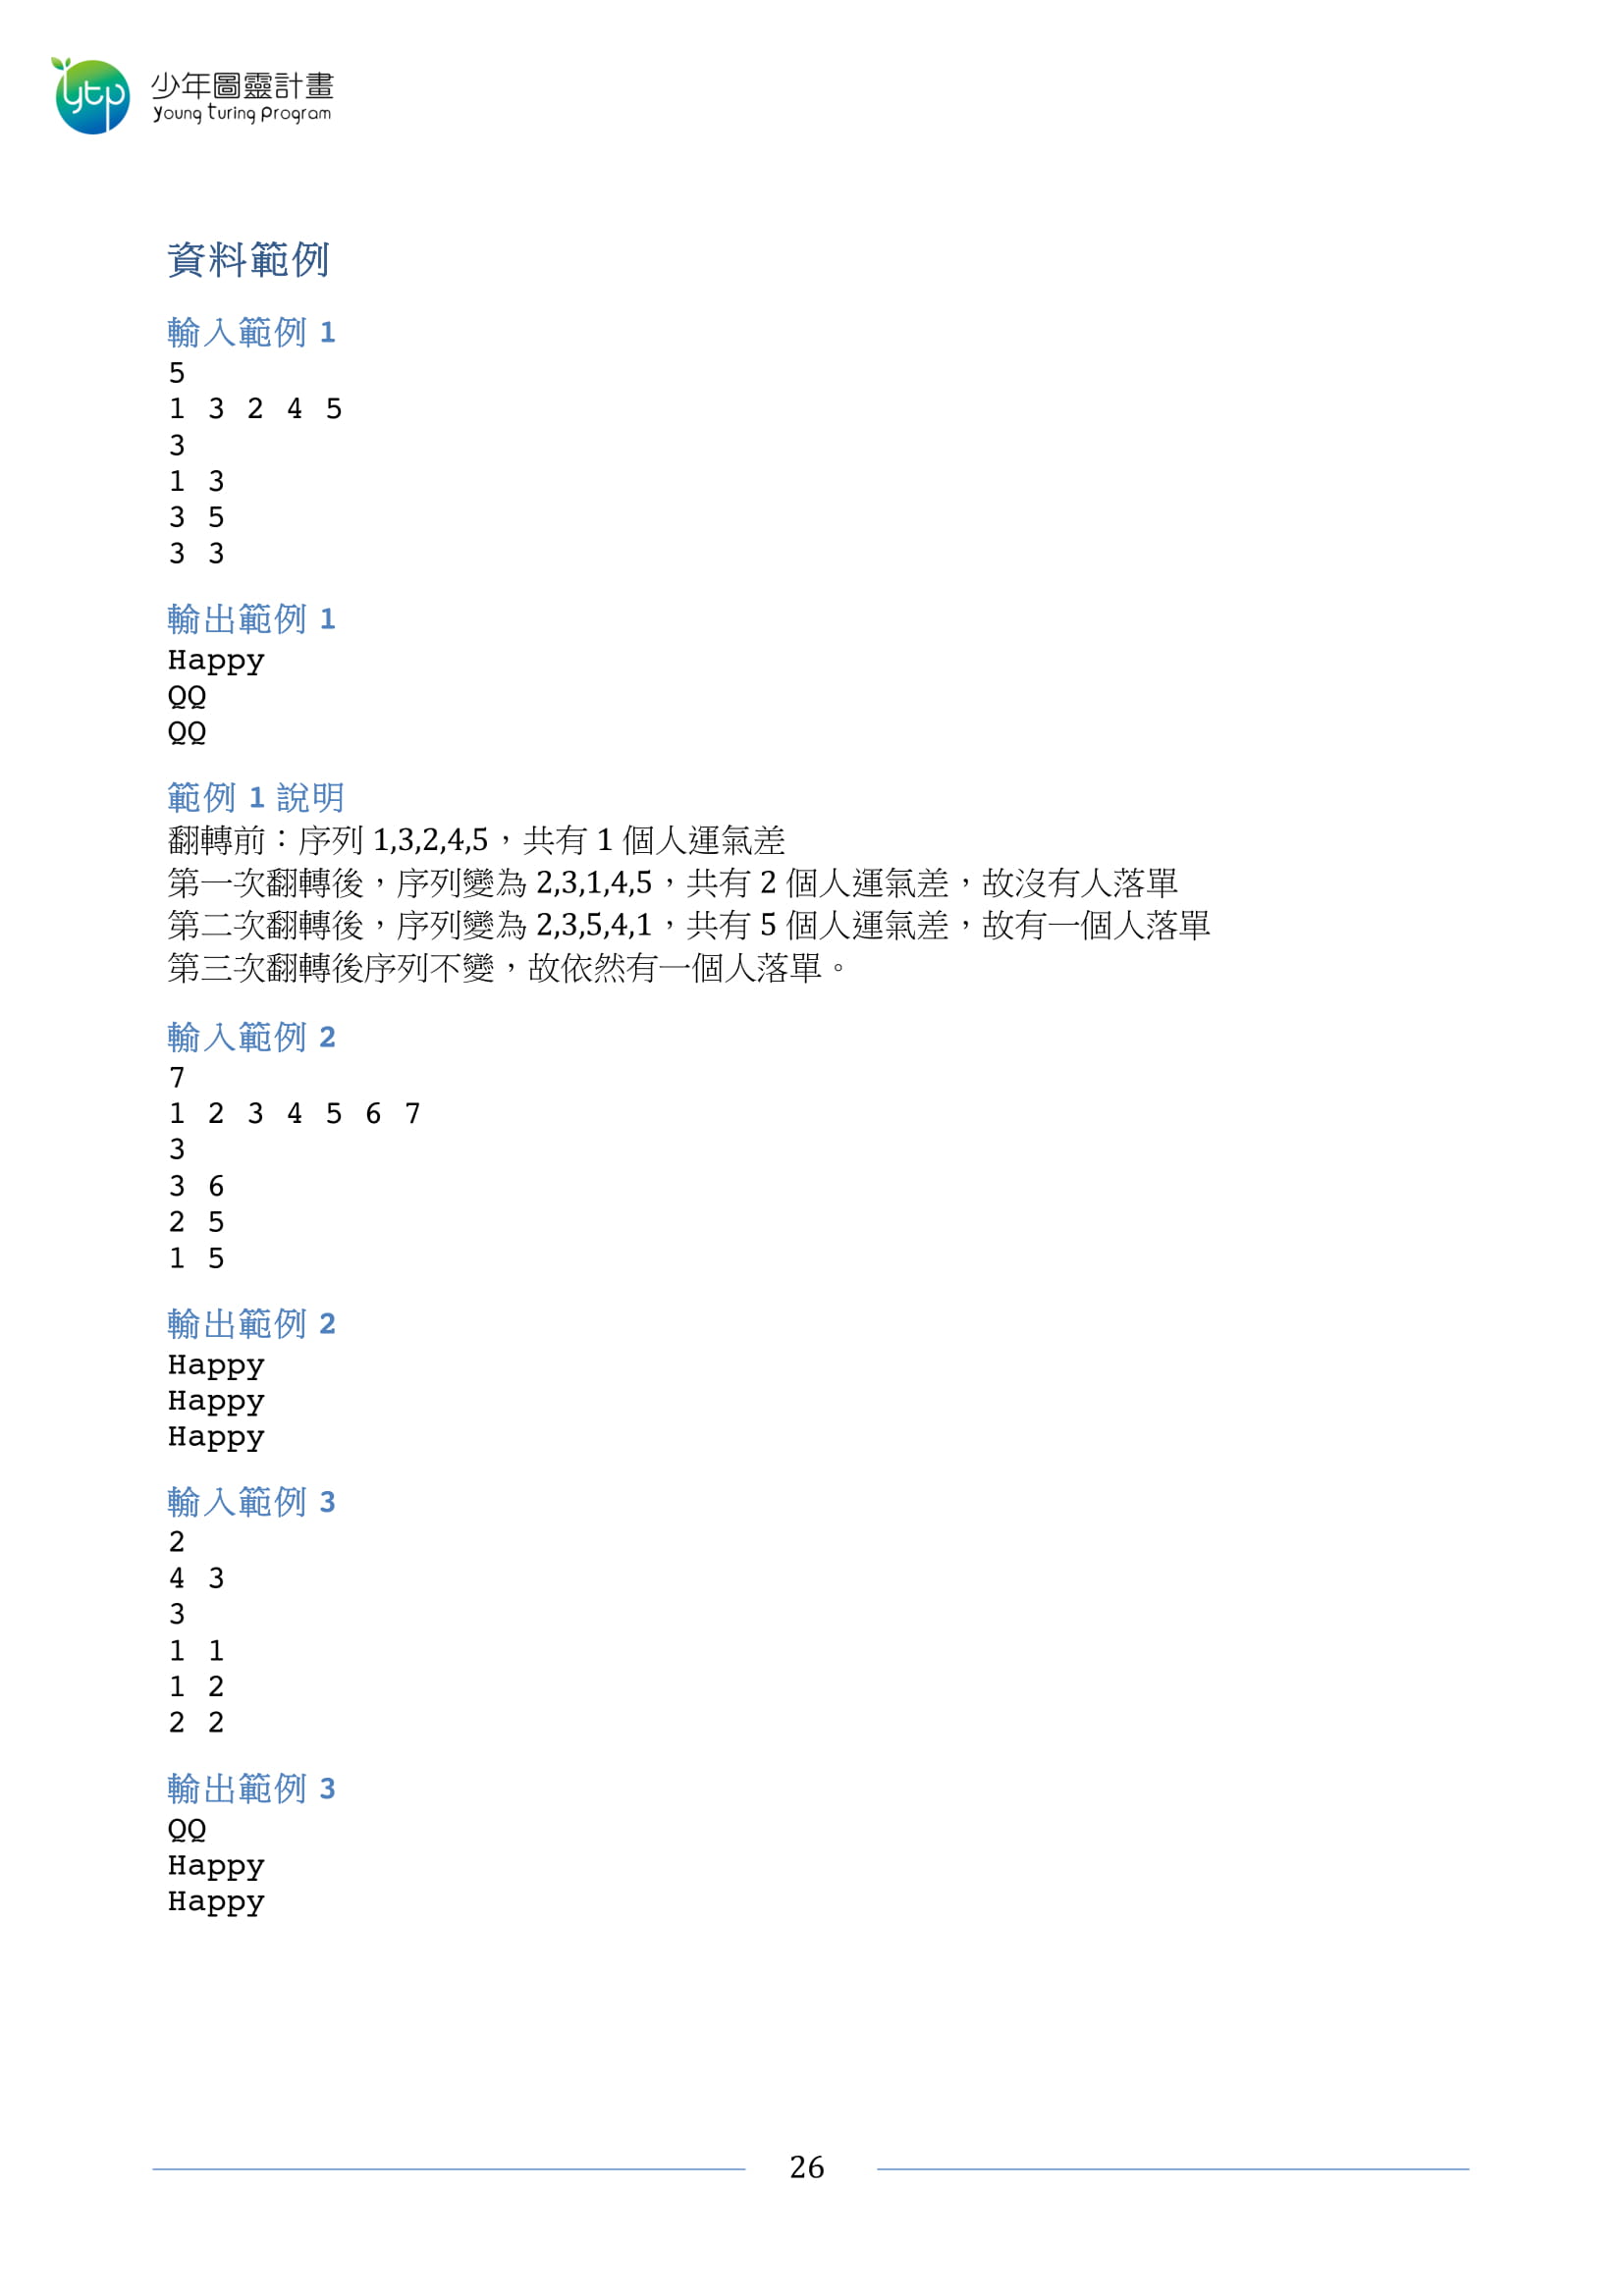 ytp
少年圖靈計畫
Young Turing Program
資料範例
輸入範例 1
5
1 3 2 4 5
3
1 3
3 5
3 3
輸出範例 1
Happy
QQ
QQ
範例 1 說明
翻轉前：序列 1,3,2,4,5，共有 1 個人運氣差
第一次翻轉後，序列變為 2,3,1,4,5，共有 2 個人運氣差，故沒有人落單
第二次翻轉後，序列變為 2,3,5,4,1，共有 5 個人運氣差，故有一個人落單
第三次翻轉後序列不變，故依然有一個人落單。
輸入範例 2
7
1 2 3 4 5 6 7
3
3 6
2 5
1 5
輸出範例 2
Happy
Happy
Happy
輸入範例 3
2
4 3
3
1 1
1 2
2 2
輸出範例 3
QQ
Happy
Happy
26